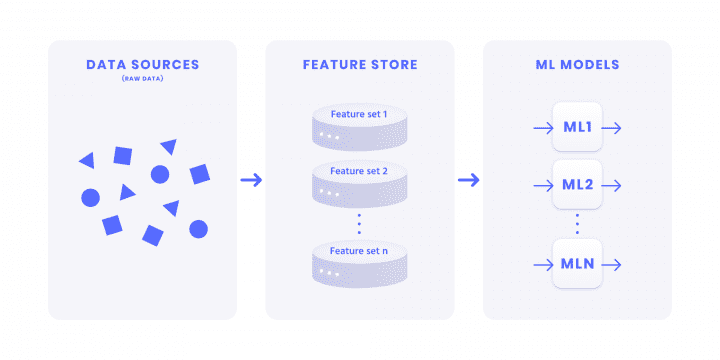 DATA SOURCES
(RAW DATA)
FEATURE STORE
Feature set 1
Feature set 2
Feature set n
ML MODELS
ML1
ML2
MLN